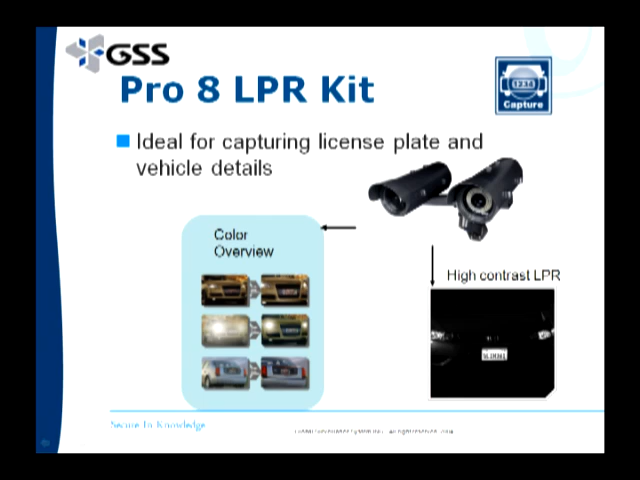 GSS
Pro 8 LPR Kit
1234
Capture
Ideal for capturing license plate and
vehicle details
Color
Overview
High contrast LPR
Secure In Knowledge